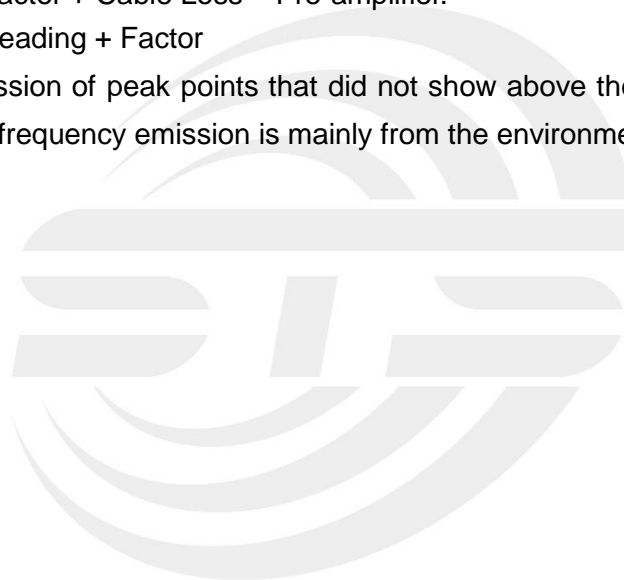 actor + Cable Loss – Pre-amplifier.
eading + Factor
ssion of peak points that did not show above the
frequency emission is mainly from the environme
STS